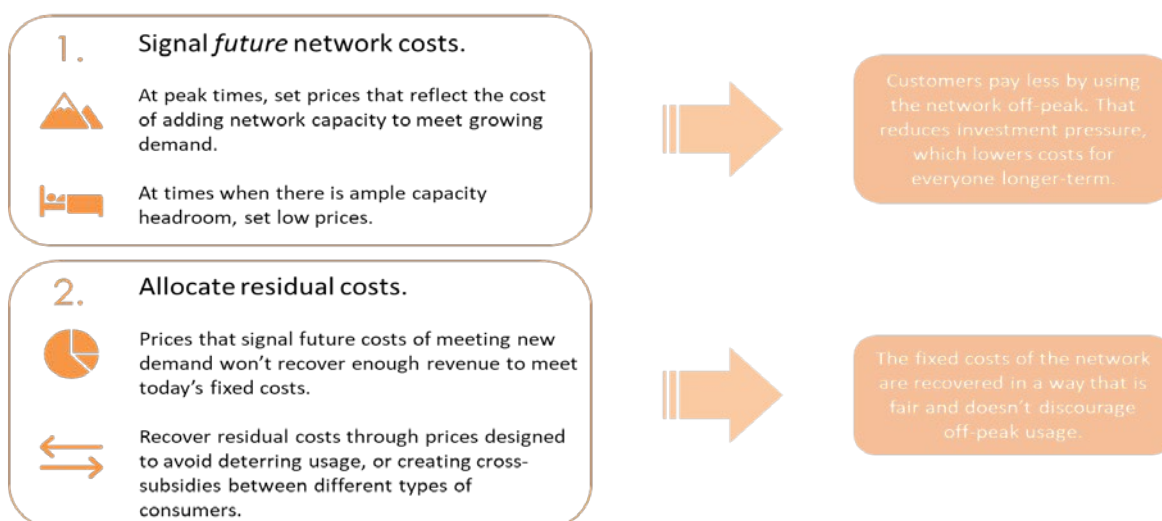 1.
Signal future network costs.
At peak times, set prices that reflect the cost
of adding network capacity to meet growing
demand.
At times when there is ample capacity
headroom, set low prices.
Customers pay less by using
the network off-peak. That
reduces investment pressure,
which lowers costs for
everyone longer-term.
2.
Allocate residual costs.
Prices that signal future costs of meeting new
demand won't recover enough revenue to meet
today's fixed costs.
Recover residual costs through prices designed
to avoid deterring usage, or creating cross-
subsidies between different types of
consumers.
The fixed costs of the network
are recovered in a way that is
fair and doesn't discourage
off-peak usage.